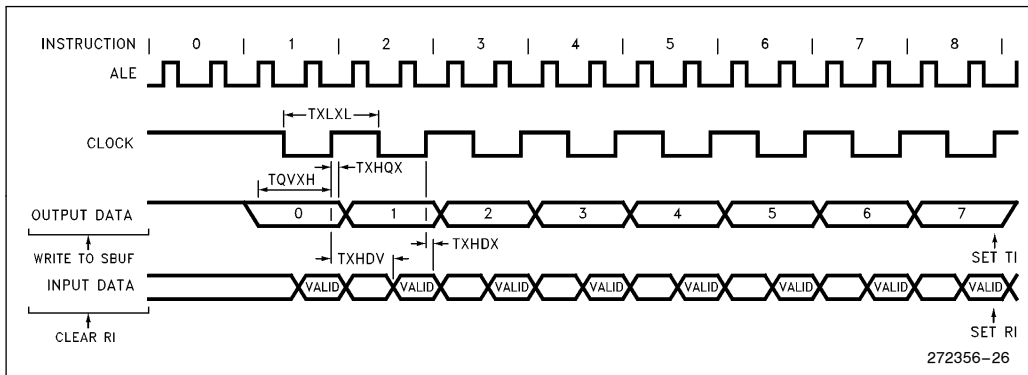 INSTRUCTION | 0 | 1 | 2 | 3 | 4 | 5 | 6 | 7 | 8 |
ALE
TXLXL
CLOCK
TXHQX
TQVXH
OUTPUT DATA 0 1 2 3 4 5 6 7
TXHDX
WRITE TO SBUF TXHDV SET TI
INPUT DATA VALID VALID VALID VALID VALID VALID VALID VALID
CLEAR RI SET RI
272356–26